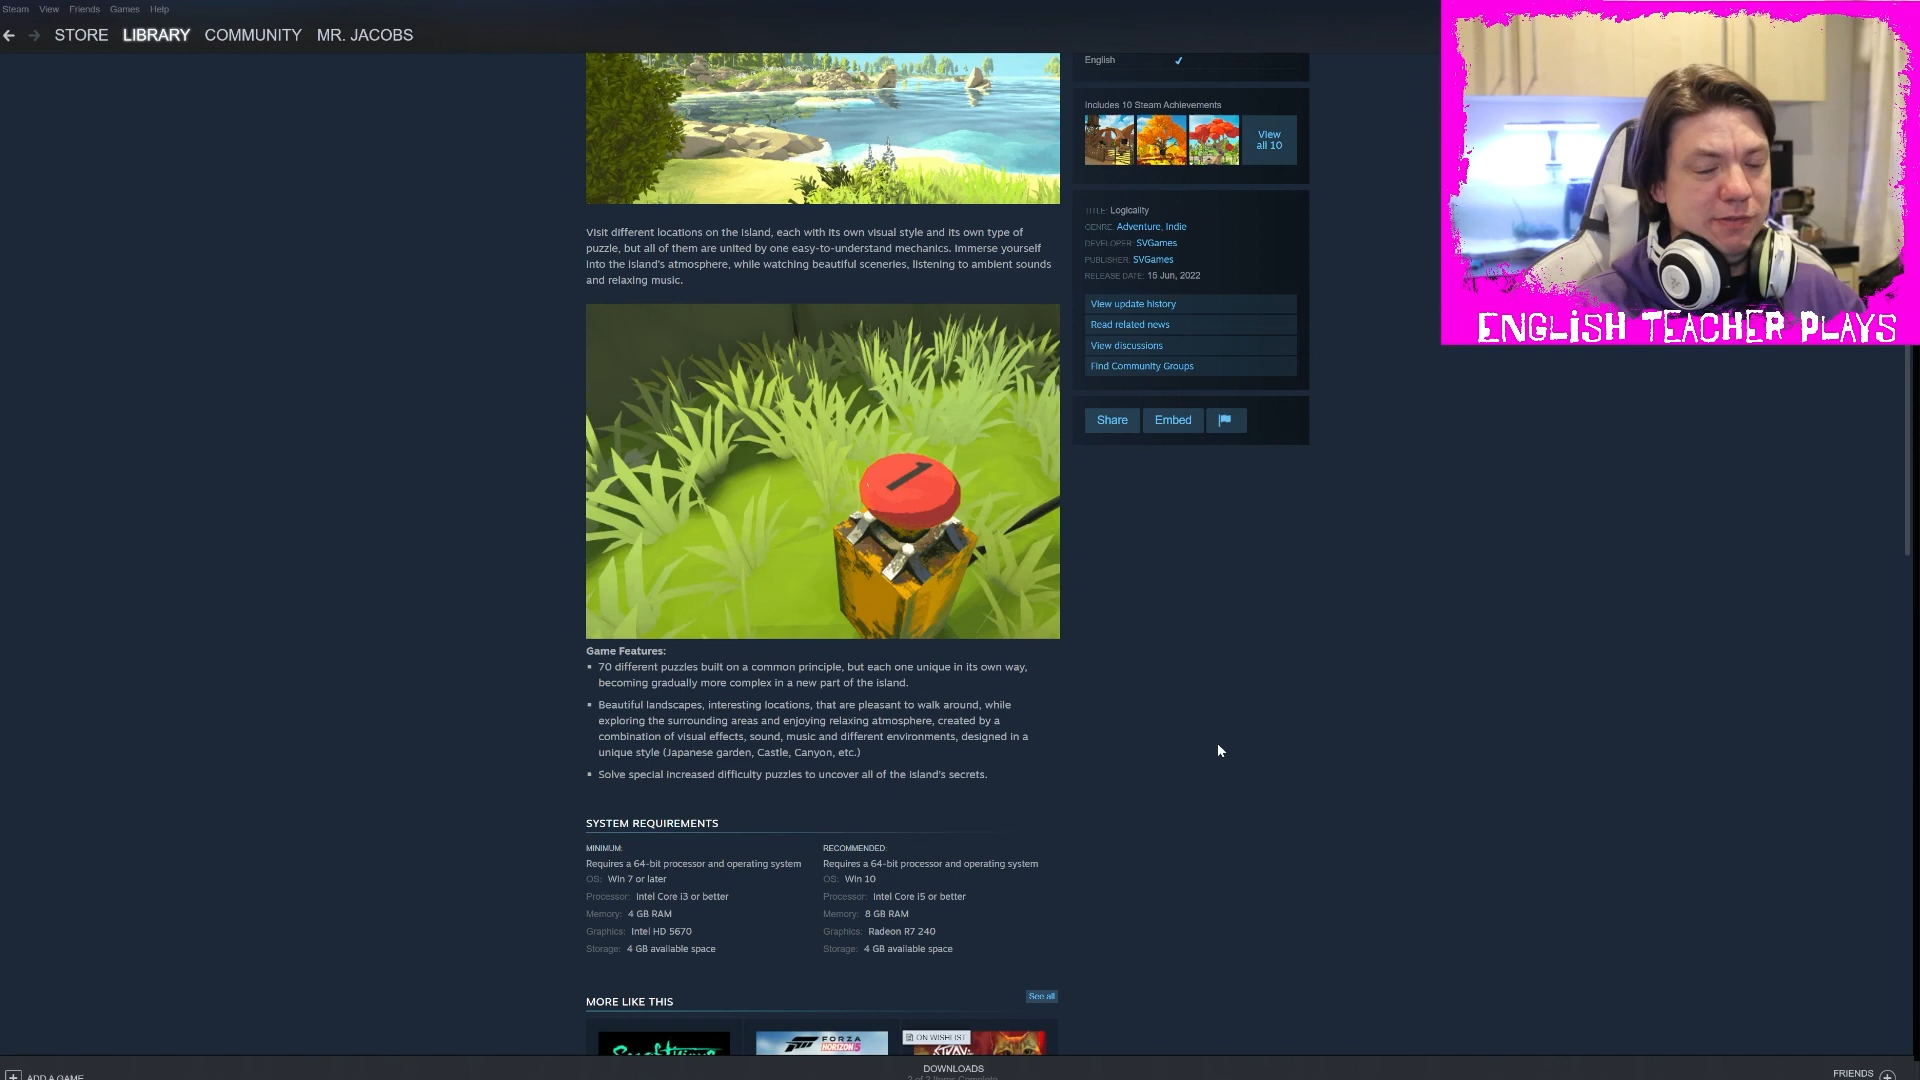 Steam View Friends Games Help
STORE LIBRARY COMMUNITY MR. JACOBS
English
Includes 10 Steam Achievements
View
all 10
TITLE: Logicality
GENRE: Adventure, Indie
DEVELOPER: SVGames
PUBLISHER: SVGames
RELEASE DATE: 15 Jun, 2022
View update history
Read related news
View discussions
Find Community Groups
Share Embed
ENGLISH TEACHER PLAYS
Visit different locations on the island, each with its own visual style and its own type of
puzzle, but all of them are united by one easy-to-understand mechanics. Immerse yourself
into the island's atmosphere, while watching beautiful sceneries, listening to ambient sounds
and relaxing music.
1
Game Features:
▪ 70 different puzzles built on a common principle, but each one unique in its own way,
becoming gradually more complex in a new part of the island.
▪ Beautiful landscapes, interesting locations, that are pleasant to walk around, while
exploring the surrounding areas and enjoying relaxing atmosphere, created by a
combination of visual effects, sound, music and different environments, designed in a
unique style (Japanese garden, Castle, Canyon, etc.)
▪ Solve special increased difficulty puzzles to uncover all of the island's secrets.
SYSTEM REQUIREMENTS
MINIMUM:
Requires a 64-bit processor and operating system
OS: Win 7 or later
Processor: Intel Core i3 or better
Memory: 4 GB RAM
Graphics: Intel HD 5670
Storage: 4 GB available space
RECOMMENDED:
Requires a 64-bit processor and operating system
OS: Win 10
Processor: Intel Core i5 or better
Memory: 8 GB RAM
Graphics: Radeon R7 240
Storage: 4 GB available space
MORE LIKE THIS
See all
FORZA
HORIZON 5
ON WISHLIST
STRAY
ADD A GAME
DOWNLOADS
2 of 2 Items Complete
FRIENDS